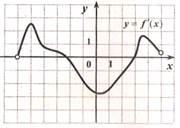 y
y = f'(x)
1
x
0 1